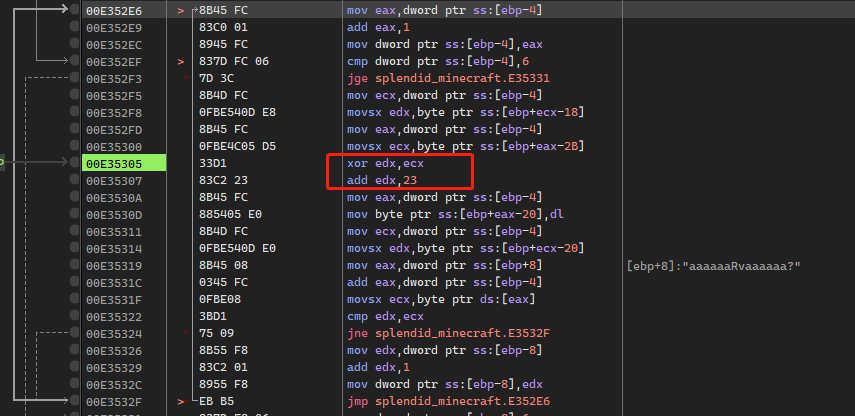 00E352E6 > 8B45 FC mov eax,dword ptr ss:[ebp-4]
00E352E9 83C0 01 add eax,1
00E352EC 8945 FC mov dword ptr ss:[ebp-4],eax
00E352EF > 837D FC 06 cmp dword ptr ss:[ebp-4],6
00E352F3 7D 3C jge splendid_minecraft.E35331
00E352F5 8B4D FC mov ecx,dword ptr ss:[ebp-4]
00E352F8 0FBE540D E8 movsx edx,byte ptr ss:[ebp+ecx-18]
00E352FD 8B45 FC mov eax,dword ptr ss:[ebp-4]
00E35300 0FBE4C05 D5 movsx ecx,byte ptr ss:[ebp+eax-2B]
00E35305 33D1 xor edx,ecx
00E35307 83C2 23 add edx,23
00E3530A 8B45 FC mov eax,dword ptr ss:[ebp-4]
00E3530D 885405 E0 mov byte ptr ss:[ebp+eax-20],dl
00E35311 8B4D FC mov ecx,dword ptr ss:[ebp-4]
00E35314 0FBE540D E0 movsx edx,byte ptr ss:[ebp+ecx-20]
00E35319 8B45 08 mov eax,dword ptr ss:[ebp+8] [ebp+8]:"aaaaaaRvaaaaaa?"
00E3531C 0345 FC add eax,dword ptr ss:[ebp-4]
00E3531F 0FBE08 movsx ecx,byte ptr ds:[eax]
00E35322 3BD1 cmp edx,ecx
00E35324 75 09 jne splendid_minecraft.E3532F
00E35326 8B55 F8 mov edx,dword ptr ss:[ebp-8]
00E35329 83C2 01 add edx,1
00E3532C 8955 F8 mov dword ptr ss:[ebp-8],edx
00E3532F > EB B5 jmp splendid_minecraft.E352E6